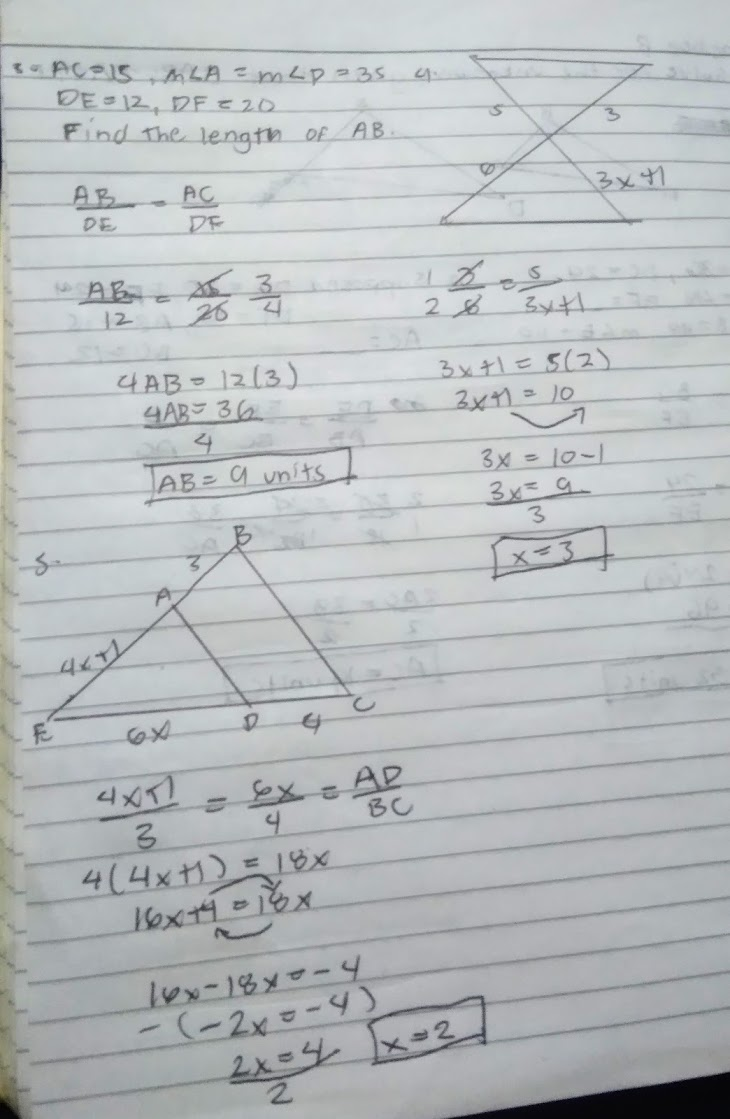 3. AC=15, m∠A = m∠D = 35
DE=12, DF=20
Find the length of AB.
AB/DE = AC/DF
AB/12 = 15/20 3/4
4AB = 12(3)
4AB = 36
4
AB = 9 units
4.
5
3
6
3x+1
1 3/6 = 5/3x+1
2
3x+1 = 5(2)
3x+1 = 10
3x = 10-1
3x = 9
3
x = 3
5.
B
3
A
4x+1
E
6x
D
4
C
4x+1/3 = 6x/4 = AD/BC
4(4x+1) = 18x
16x+4 = 18x
16x-18x = -4
-(-2x = -4)
2x = 4
2
x = 2